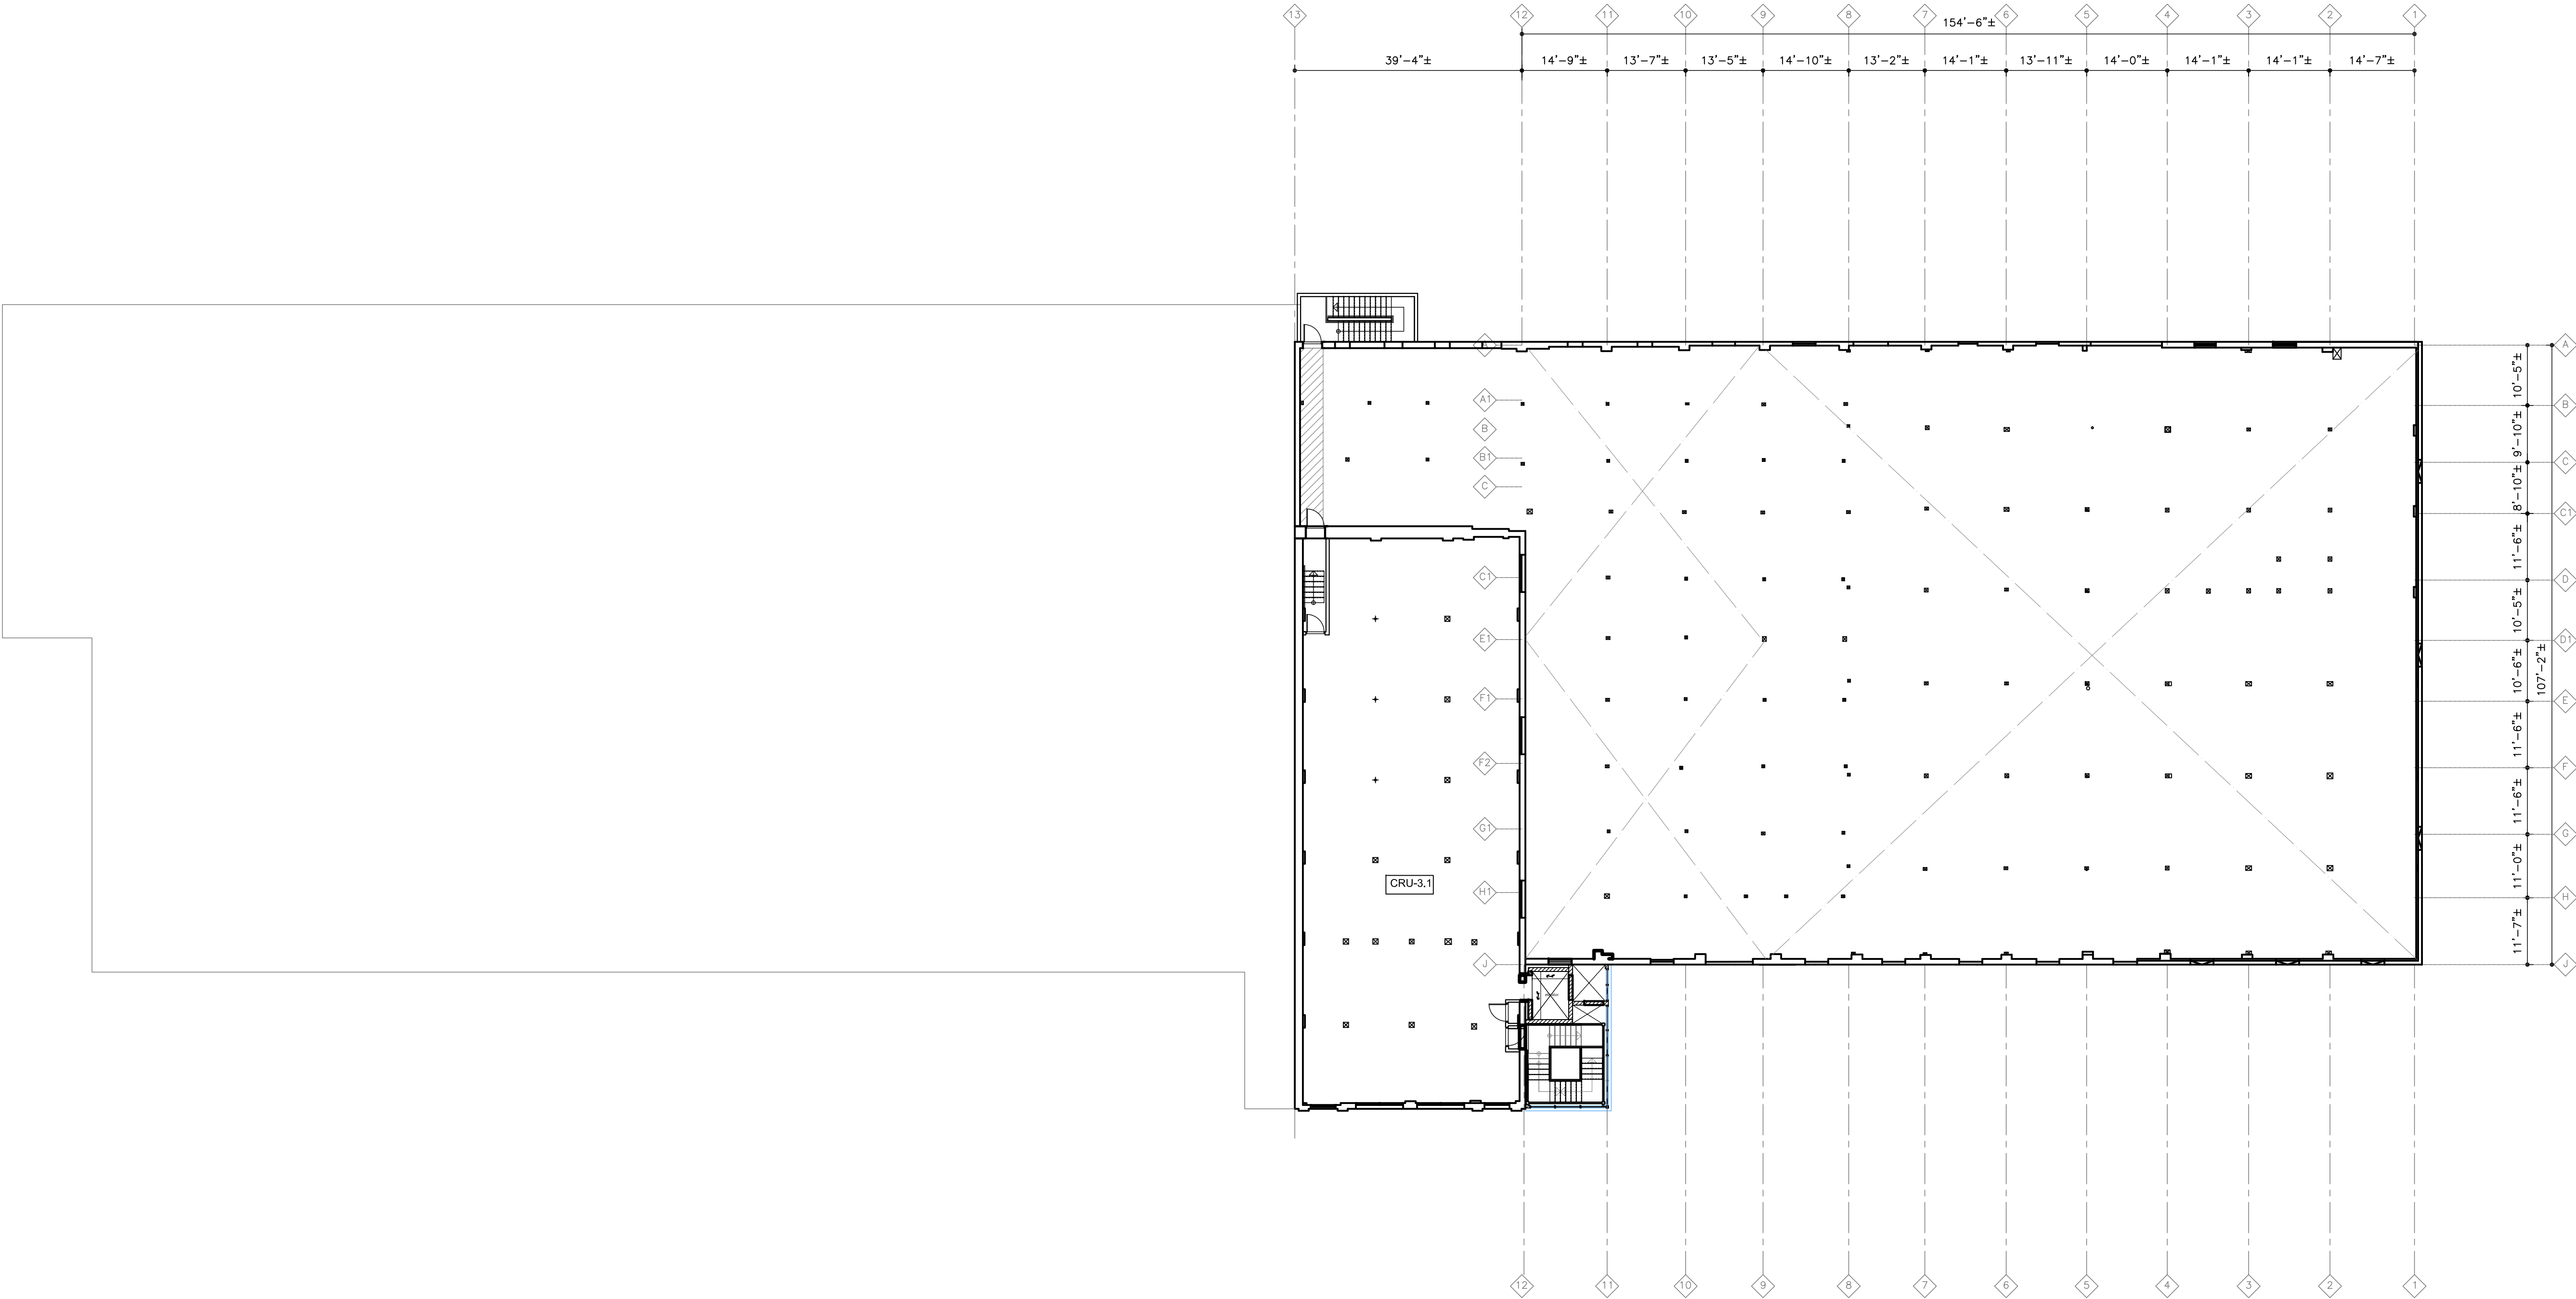 13 12 11 10 9 8 7 6 5 4 3 2 1
154'-6"±
39'-4"± 14'-9"± 13'-7"± 13'-5"± 14'-10"± 13'-2"± 14'-1"± 13'-11"± 14'-0"± 14'-1"± 14'-1"± 14'-7"±
A
A1
B
B1
C
C1
E1
F1
F2
G1
H1
J
CRU-3.1
A
10'-5"±
B
9'-10"±
C
8'-10"±
C1
11'-6"±
D
10'-5"±
D1
107'-2"±
10'-6"±
E
11'-6"±
F
11'-6"±
G
11'-0"±
H
11'-7"±
J
12 11 10 9 8 7 6 5 4 3 2 1